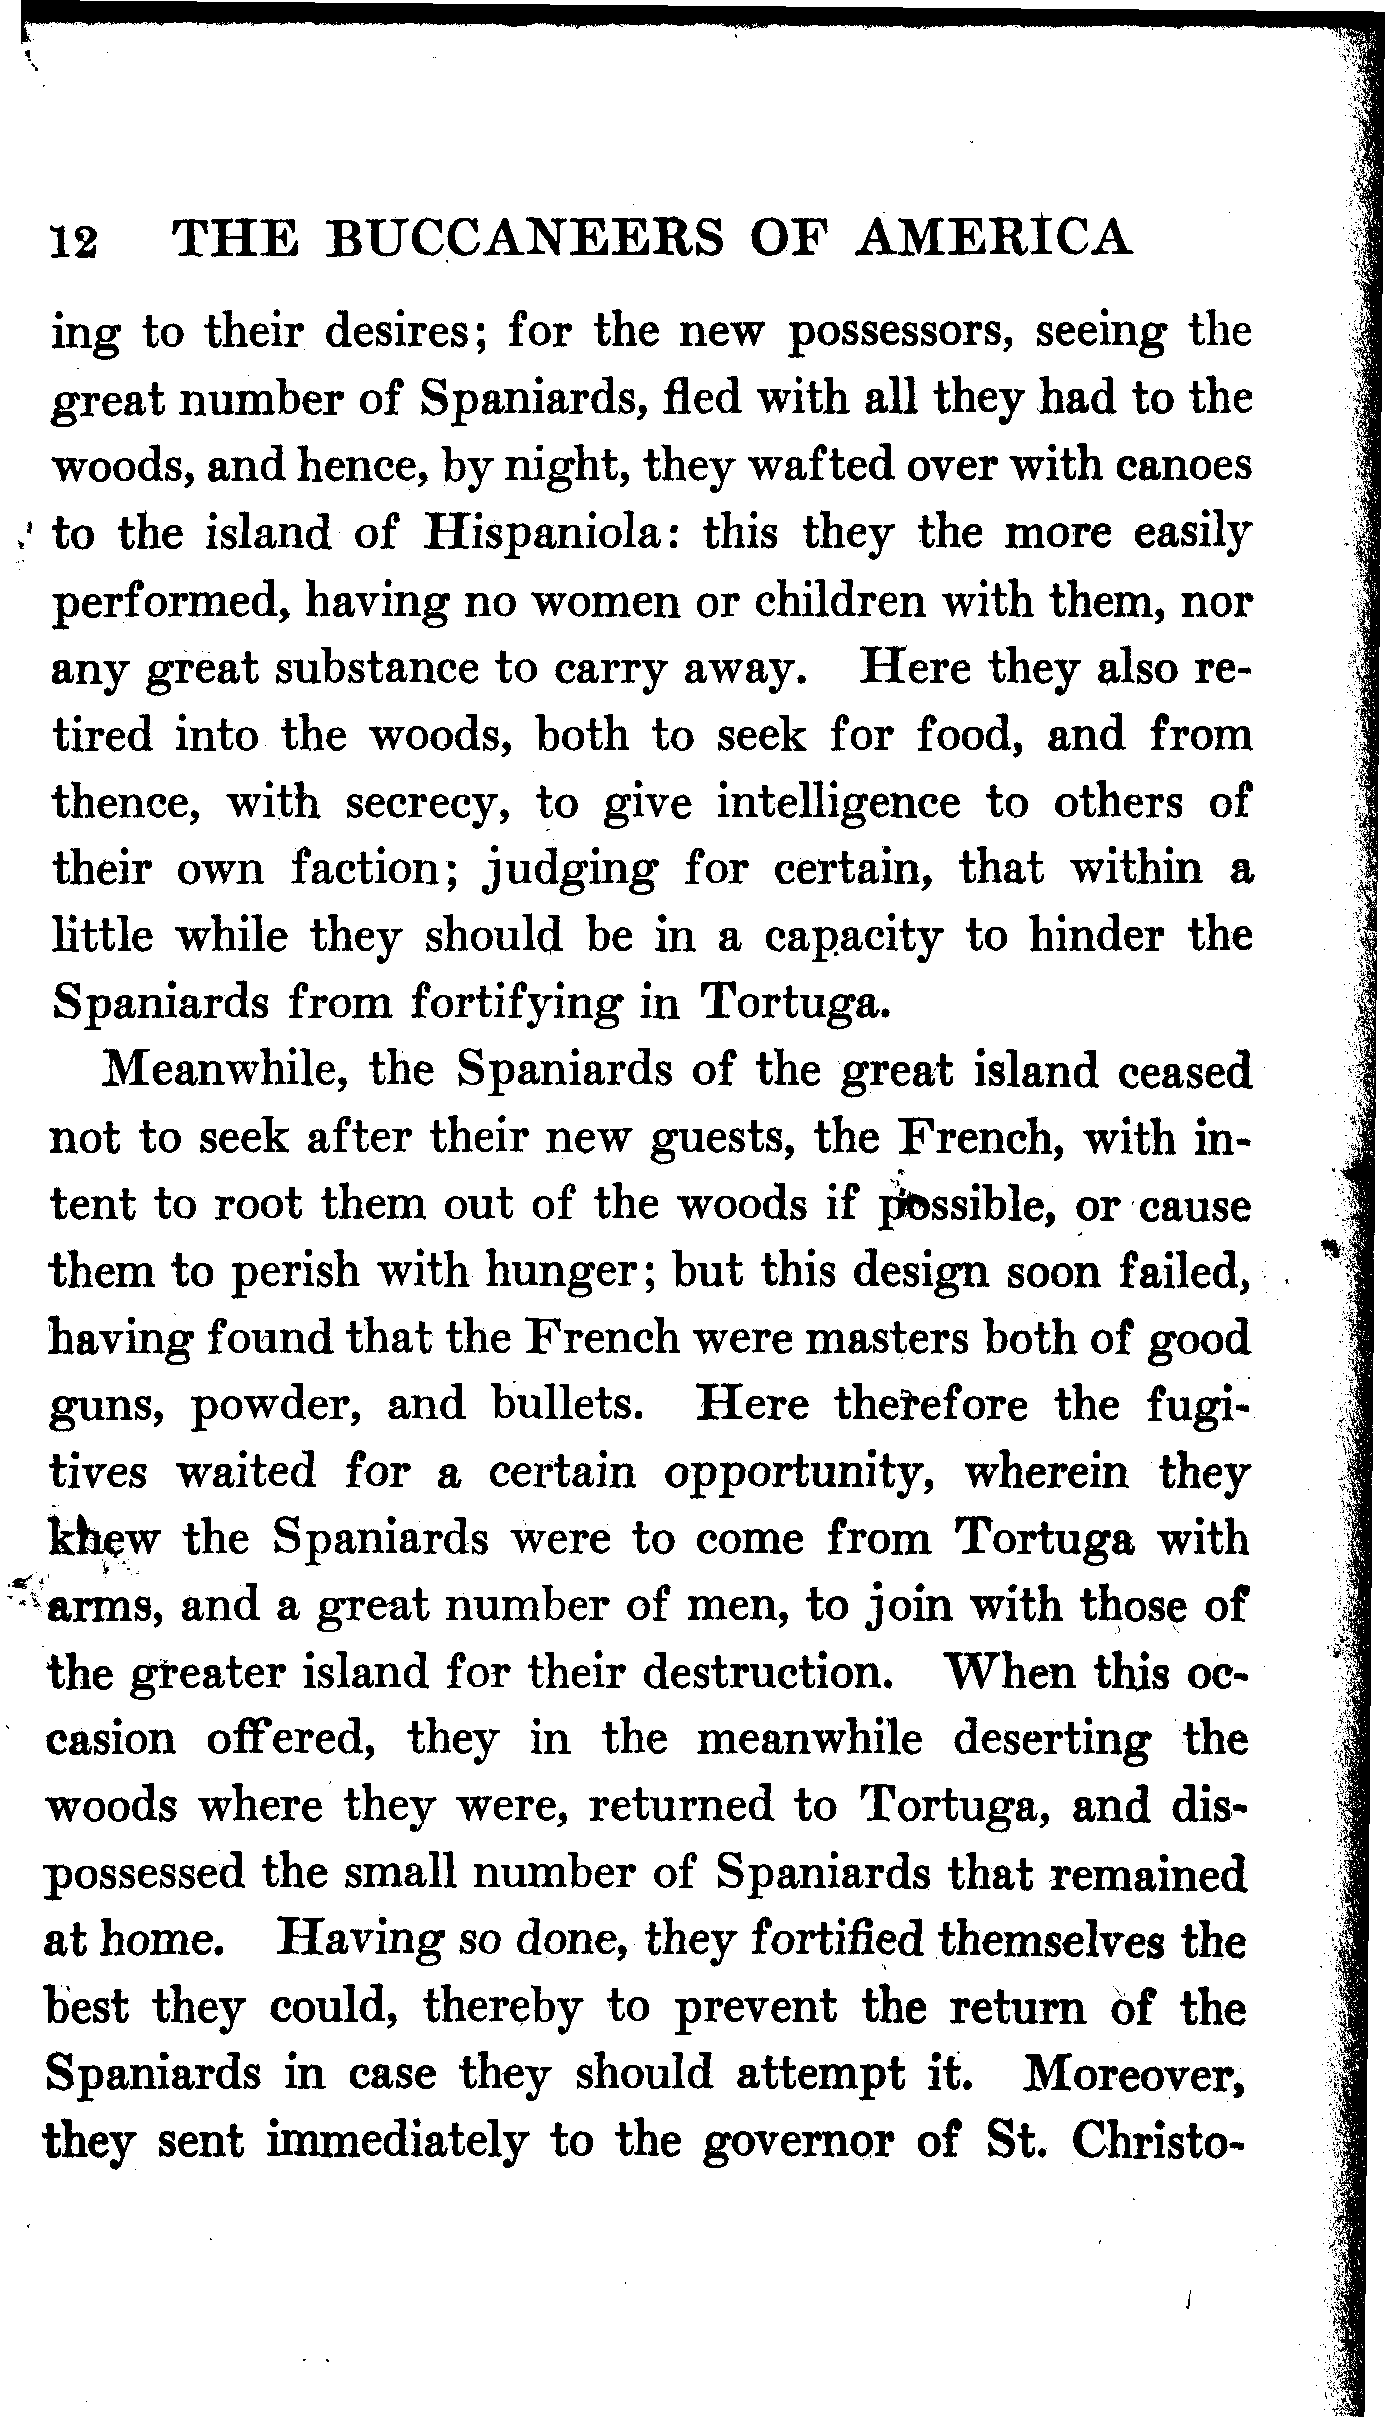 12 THE BUCCANEERS OF AMERICA
ing to their desires; for the new possessors, seeing the
great number of Spaniards, fled with all they had to the
woods, and hence, by night, they wafted over with canoes
to the island of Hispaniola: this they the more easily
performed, having no women or children with them, nor
any great substance to carry away. Here they also re-
tired into the woods, both to seek for food, and from
thence, with secrecy, to give intelligence to others of
their own faction; judging for certain, that within a
little while they should be in a capacity to hinder the
Spaniards from fortifying in Tortuga.
Meanwhile, the Spaniards of the great island ceased
not to seek after their new guests, the French, with in-
tent to root them out of the woods if possible, or cause
them to perish with hunger; but this design soon failed,
having found that the French were masters both of good
guns, powder, and bullets. Here therefore the fugi-
tives waited for a certain opportunity, wherein they
knew the Spaniards were to come from Tortuga with
arms, and a great number of men, to join with those of
the greater island for their destruction. When this oc-
casion offered, they in the meanwhile deserting the
woods where they were, returned to Tortuga, and dis-
possessed the small number of Spaniards that remained
at home. Having so done, they fortified themselves the
best they could, thereby to prevent the return of the
Spaniards in case they should attempt it. Moreover,
they sent immediately to the governor of St. Christo-